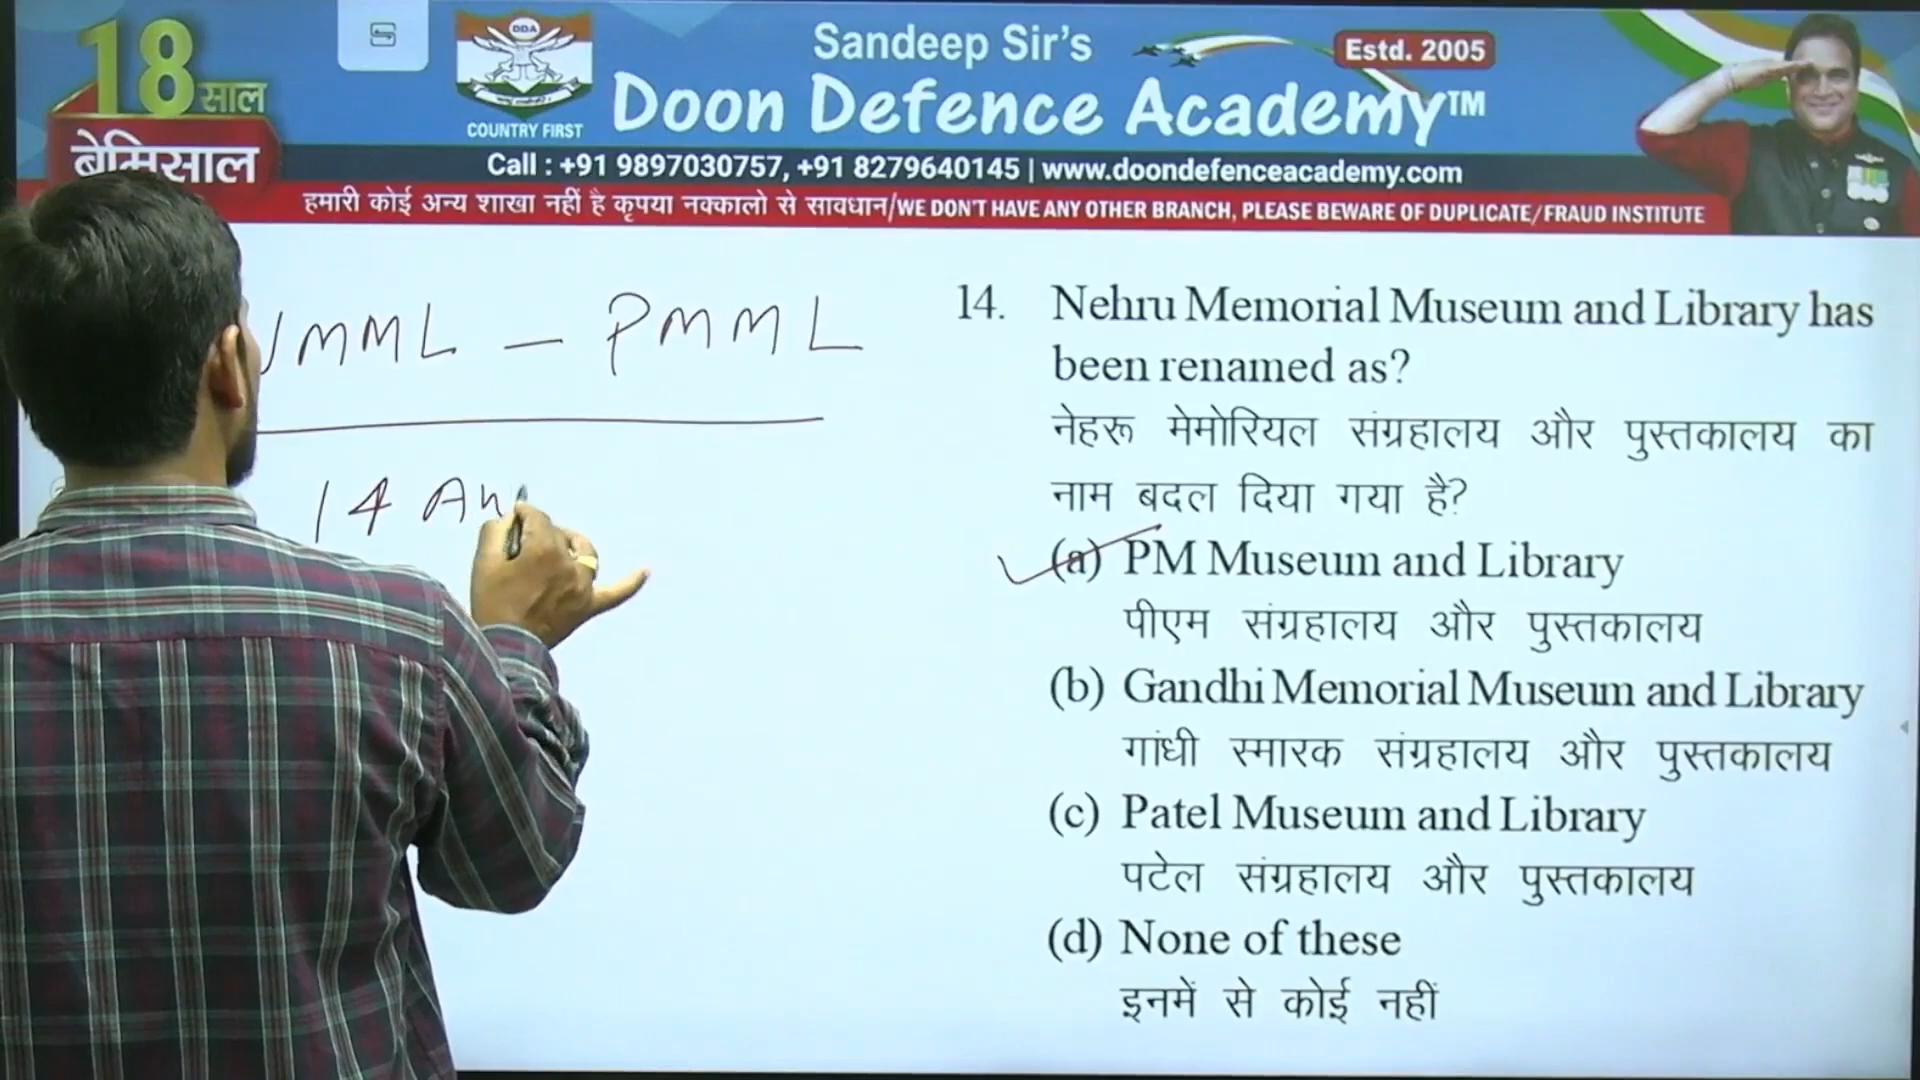 18 साल
बेमिसाल
S
DDA
COUNTRY FIRST
Sandeep Sir's
Estd. 2005
Doon Defence Academy™
Call : +91 9897030757, +91 8279640145 | www.doondefenceacademy.com
हमारी कोई अन्य शाखा नहीं है कृपया नक्कालो से सावधान/WE DON'T HAVE ANY OTHER BRANCH, PLEASE BEWARE OF DUPLICATE/FRAUD INSTITUTE
MML – PMML
14 Au
14. Nehru Memorial Museum and Library has
been renamed as?
नेहरू मेमोरियल संग्रहालय और पुस्तकालय का
नाम बदल दिया गया है?
(a) PM Museum and Library
पीएम संग्रहालय और पुस्तकालय
(b) Gandhi Memorial Museum and Library
गांधी स्मारक संग्रहालय और पुस्तकालय
(c) Patel Museum and Library
पटेल संग्रहालय और पुस्तकालय
(d) None of these
इनमें से कोई नहीं